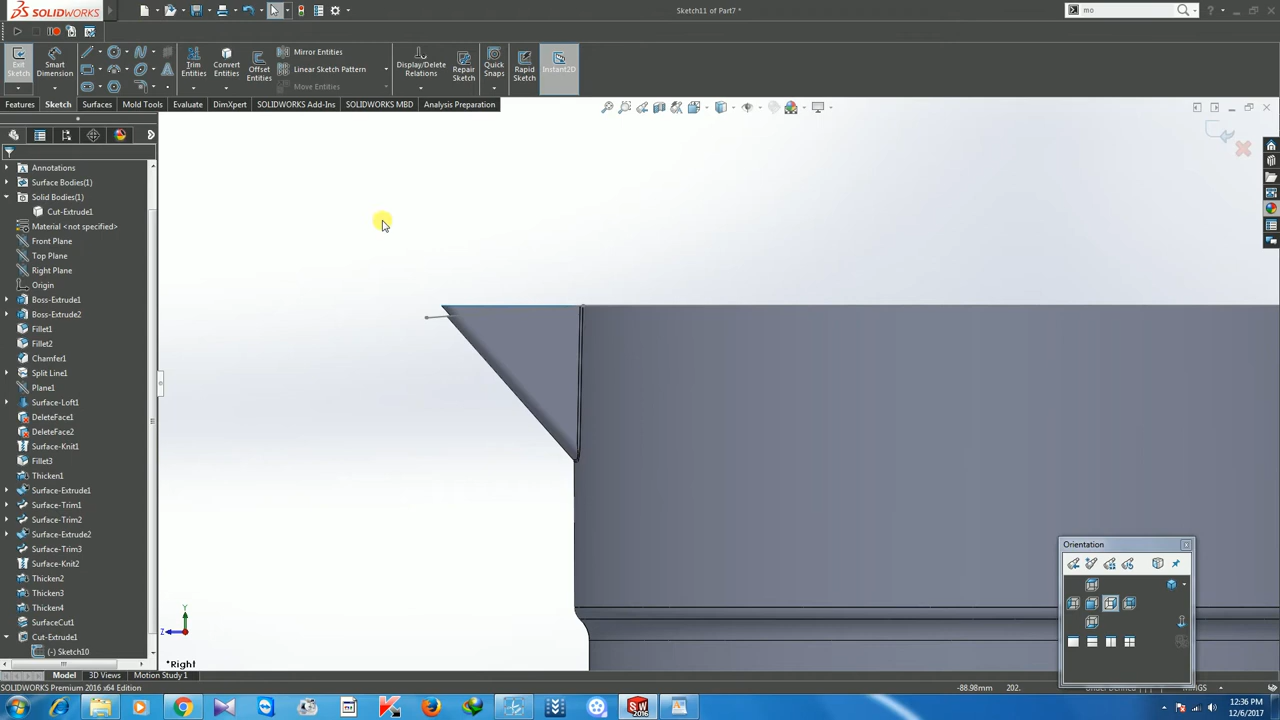 SOLIDWORKS
Sketch11 of Part7 *
mo
Exit Sketch
Smart Dimension
Trim Entities
Convert Entities
Offset Entities
Mirror Entities
Linear Sketch Pattern
Move Entities
Display/Delete Relations
Repair Sketch
Quick Snaps
Rapid Sketch
Instant2D
Features
Sketch
Surfaces
Mold Tools
Evaluate
DimXpert
SOLIDWORKS Add-Ins
SOLIDWORKS MBD
Analysis Preparation
Annotations
Surface Bodies(1)
Solid Bodies(1)
Cut-Extrude1
Material <not specified>
Front Plane
Top Plane
Right Plane
Origin
Boss-Extrude1
Boss-Extrude2
Fillet1
Fillet2
Chamfer1
Split Line1
Plane1
Surface-Loft1
DeleteFace1
DeleteFace2
Surface-Knit1
Fillet3
Thicken1
Surface-Extrude1
Surface-Trim1
Surface-Trim2
Surface-Extrude2
Surface-Trim3
Surface-Knit2
Thicken2
Thicken3
Thicken4
SurfaceCut1
Cut-Extrude1
(-) Sketch10
Y
Z
*Right
Orientation
Model
3D Views
Motion Study 1
SOLIDWORKS Premium 2016 x64 Edition
-88.98mm
202.
Under Defined
MMGS
SW
2016
12:36 PM
12/6/2017